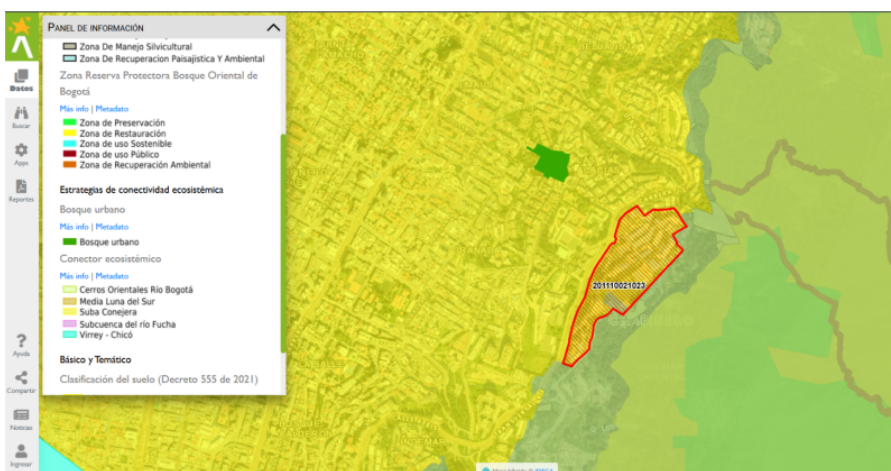 PANEL DE INFORMACIÓN
Zona De Manejo Silvicultural
Zona De Recuperacion Paisajística Y Ambiental
Zona Reserva Protectora Bosque Oriental de
Bogotá
Más info | Metadato
Zona de Preservación
Zona de Restauración
Zona de uso Sostenible
Zona de uso Público
Zona de Recuperación Ambiental
Estrategias de conectividad ecosistémica
Bosque urbano
Más info | Metadato
Bosque urbano
Conector ecosistémico
Más info | Metadato
Cerros Orientales Río Bogotá
Media Luna del Sur
Suba Conejera
Subcuenca del río Fucha
Virrey - Chicó
Básico y Temático
Clasificación del suelo (Decreto 555 de 2021)
Datos
Buscar
Apps
Reportes
?
Ayuda
Compartir
Noticias
Ingresar
201110021023